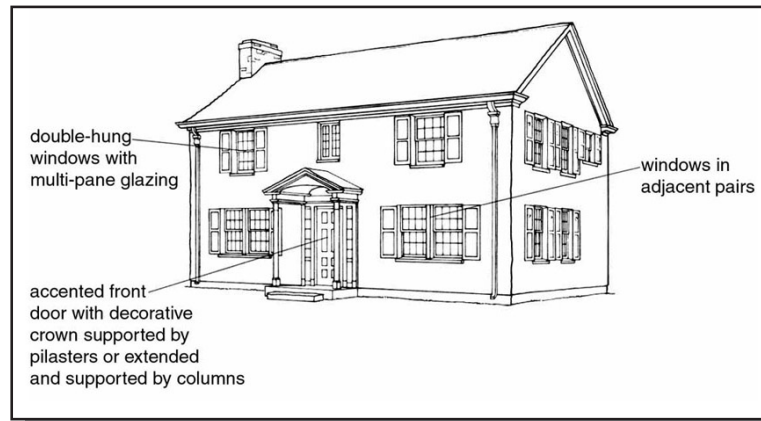 double-hung
windows with
multi-pane glazing
windows in
adjacent pairs
accented front
door with decorative
crown supported by
pilasters or extended
and supported by columns